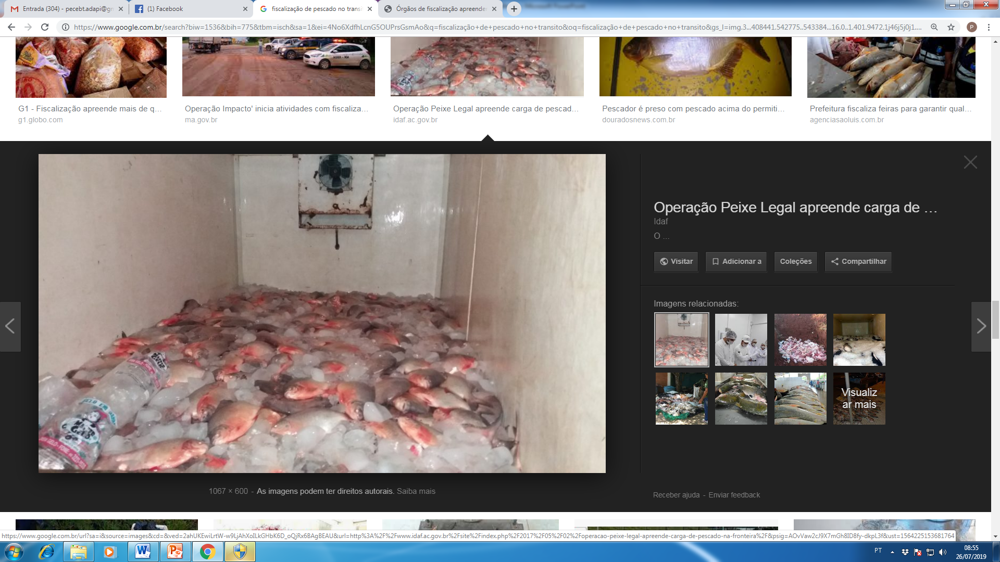 Entrada (304) - pecebt.adapi@gm
(1) Facebook
fiscalização de pescado no transi
Órgãos de fiscalização apreender
https://www.google.com.br/search?biw=1536&bih=775&tbm=isch&sa=1&ei=4No6XdfhLcnG5OUPrsGsmAo&q=fiscalização+de+pescado+no+transito&oq=fiscalização+de+pescado+no+transito&gs_l=img.3...408441.542775..543384...16.0..1.401.9472.1j46j5j0j1....
P
G1 - Fiscalização apreende mais de q...
g1.globo.com
Operação Impacto' inicia atividades com fiscaliza...
ma.gov.br
Operação Peixe Legal apreende carga de pescad...
idaf.ac.gov.br
Pescador é preso com pescado acima do permiti...
douradosnews.com.br
Prefeitura fiscaliza feiras para garantir qual...
agenciasaoluis.com.br
Operação Peixe Legal apreende carga de ...
Idaf
O ...
Visitar
Adicionar a
Coleções
Compartilhar
Imagens relacionadas:
Visualiz
ar mais
1067 × 600 - As imagens podem ter direitos autorais. Saiba mais
Receber ajuda - Enviar feedback
https://www.google.com.br/url?sa=i&source=images&cd=&ved=2ahUKEwiLrtW-w9LjAhXoILkGHbK6D_oQjRx6BAgBEAU&url=http%3A%2F%2Fwww.idaf.ac.gov.br%2Fsite%2Findex.php%2F2017%2F05%2F02%2Foperacao-peixe-legal-apreende-carga-de-pescado-na-fronteira%2F&psig=AOvVaw2cJ9X7mGh8ID8fy-dkpL3f&ust=1564225153681764
PT
08:55
26/07/2019